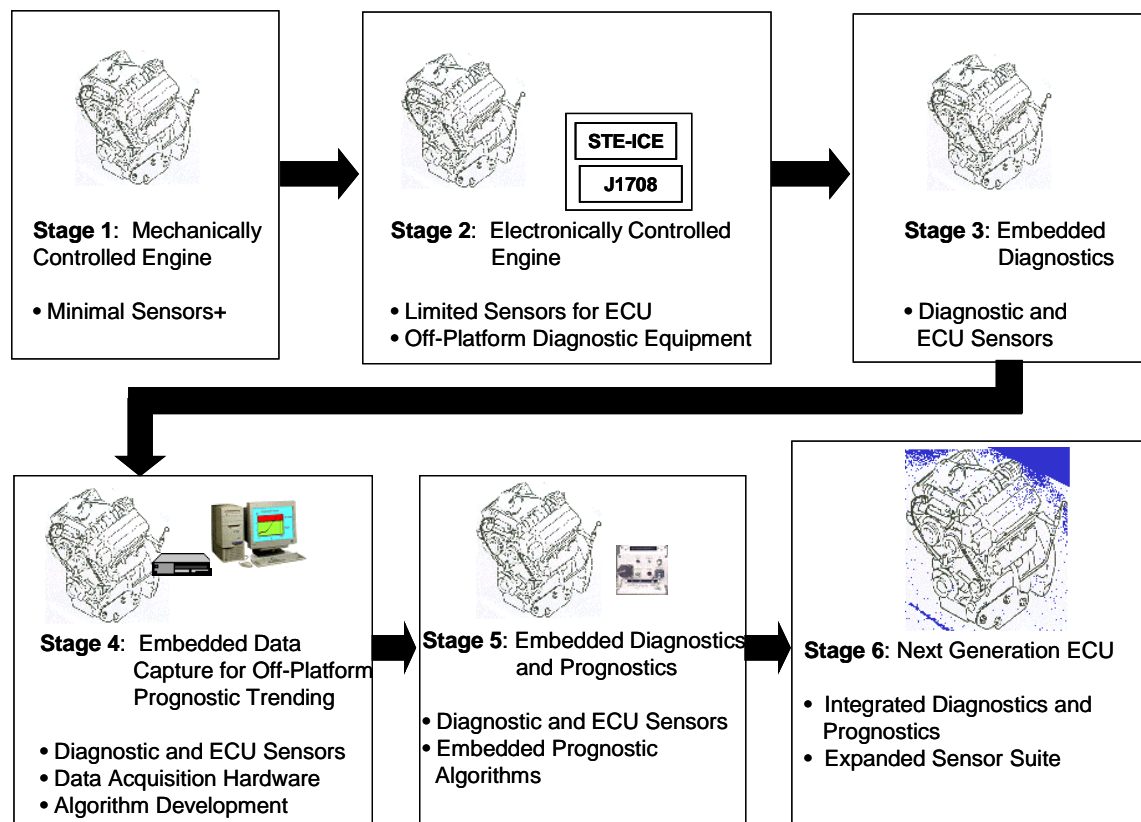 STE-ICE
J1708
Stage 1: Mechanically
Controlled Engine
• Minimal Sensors+
Stage 2: Electronically Controlled
Engine
• Limited Sensors for ECU
• Off-Platform Diagnostic Equipment
Stage 3: Embedded
Diagnostics
• Diagnostic and
ECU Sensors
Stage 4: Embedded Data
Capture for Off-Platform
Prognostic Trending
• Diagnostic and ECU Sensors
• Data Acquisition Hardware
• Algorithm Development
Stage 5: Embedded Diagnostics
and Prognostics
• Diagnostic and ECU Sensors
• Embedded Prognostic
Algorithms
Stage 6: Next Generation ECU
• Integrated Diagnostics and
Prognostics
• Expanded Sensor Suite